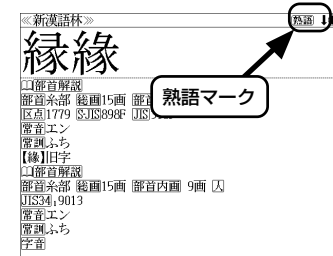 ≪新漢語林≫ 熟語 ⬇
縁緣
部首解説
部首糸部 総画15画 部
熟語マーク
区点1779 S-JIS898F JIS
常音エン
常訓ふち
【緣】旧字
部首解説
部首糸部 総画15画 部首内画 9画 人
JIS34,9013
常音エン
常訓ふち
字音